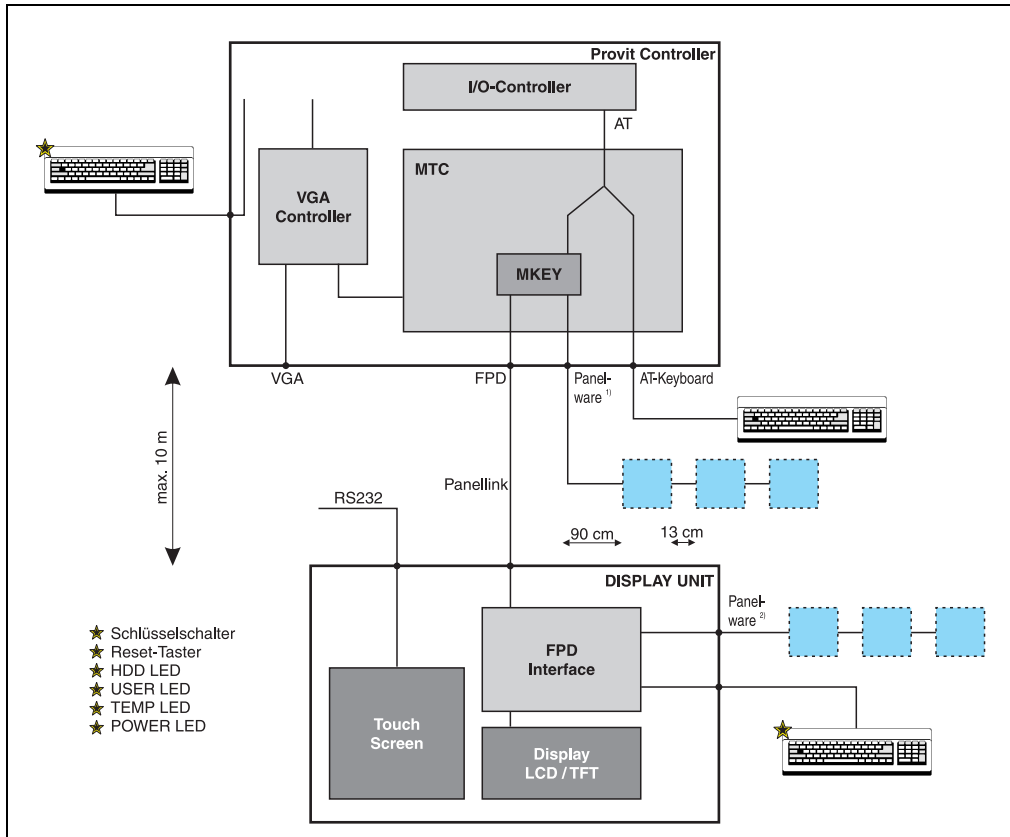 Provit Controller
I/O-Controller
AT
MTC
VGA
Controller
MKEY
VGA
FPD
Panel-
ware 1)
AT-Keyboard
max. 10 m
Panellink
RS232
90 cm
13 cm
DISPLAY UNIT
Panel-
ware 2)
FPD
Interface
Touch
Screen
Display
LCD / TFT
Schlüsselschalter
Reset-Taster
HDD LED
USER LED
TEMP LED
POWER LED